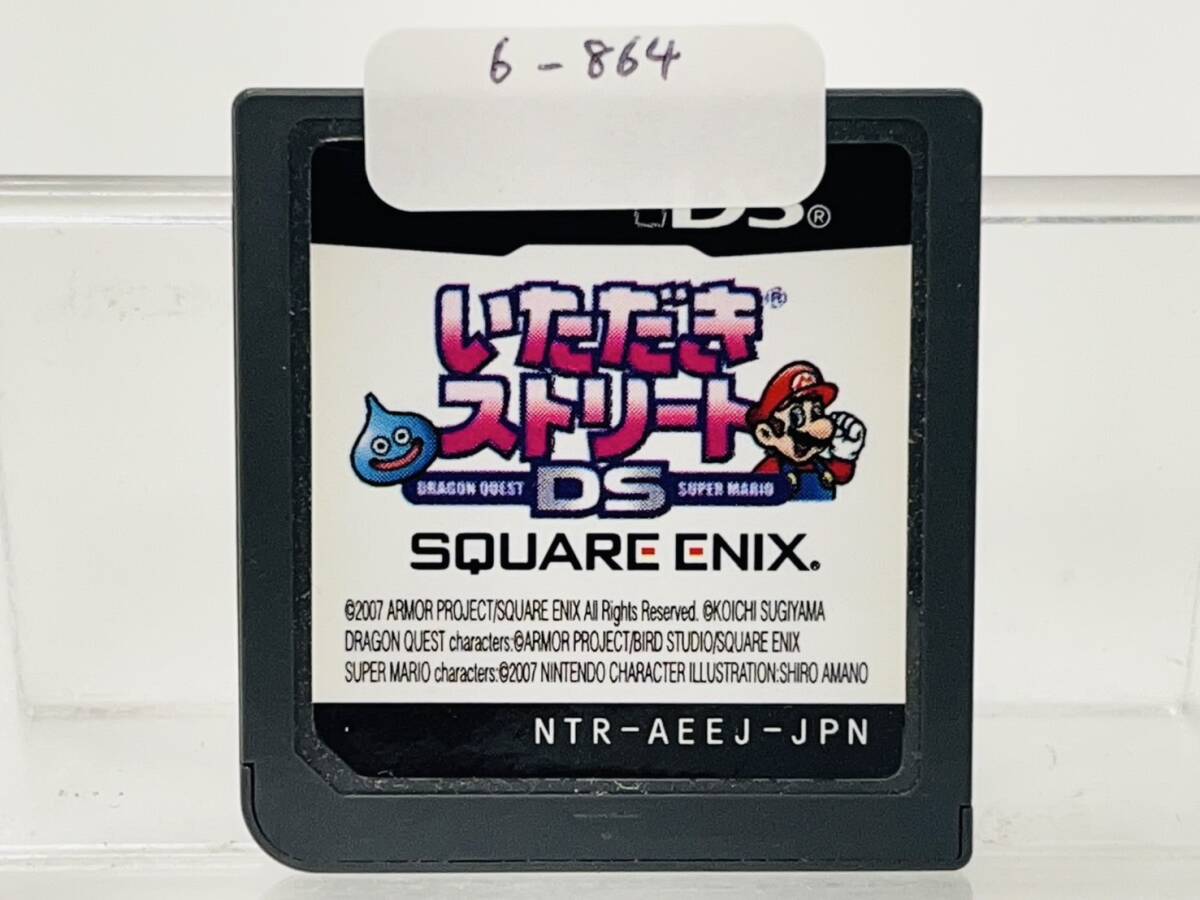 6-864
DS®
いただき®
ストリート
DRAGON QUEST DS SUPER MARIO
SQUARE ENIX.
©2007 ARMOR PROJECT/SQUARE ENIX All Rights Reserved. ©KOICHI SUGIYAMA
DRAGON QUEST characters:©ARMOR PROJECT/BIRD STUDIO/SQUARE ENIX
SUPER MARIO characters:©2007 NINTENDO CHARACTER ILLUSTRATION:SHIRO AMANO
NTR-AEEJ-JPN